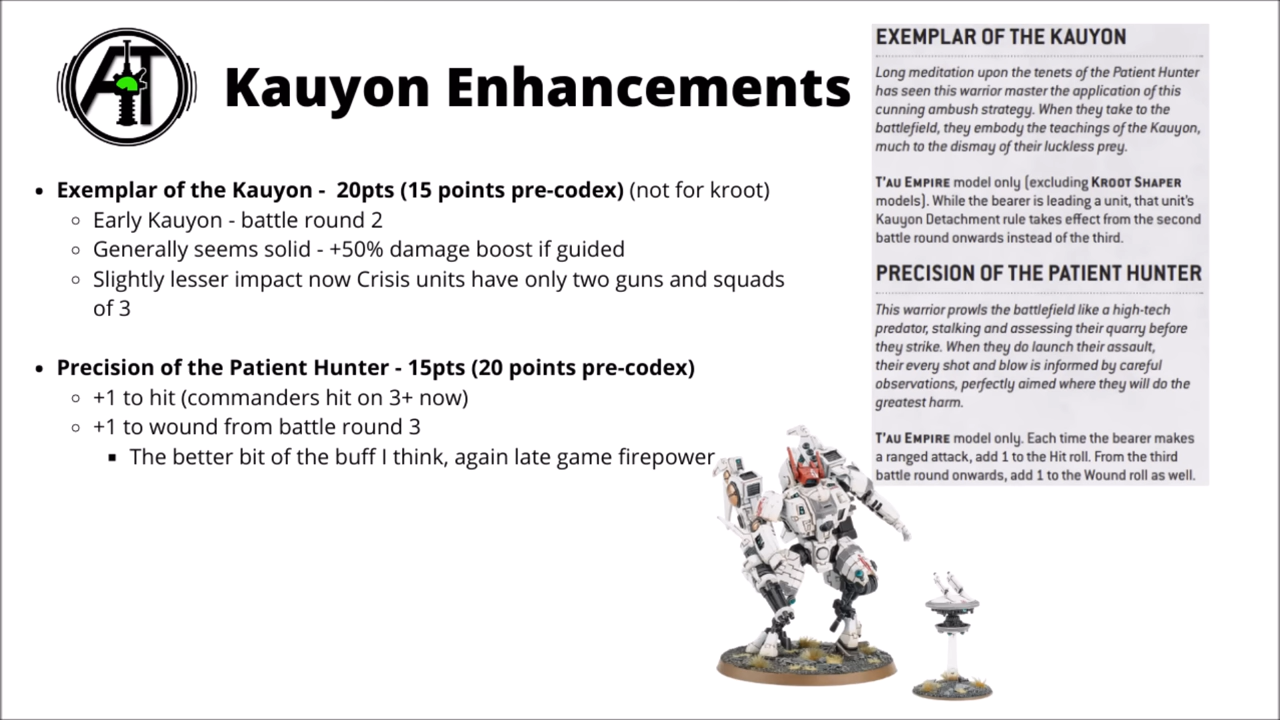 AT
Kauyon Enhancements
• Exemplar of the Kauyon - 20pts (15 points pre-codex) (not for kroot)
◦ Early Kauyon - battle round 2
◦ Generally seems solid - +50% damage boost if guided
◦ Slightly lesser impact now Crisis units have only two guns and squads
of 3
• Precision of the Patient Hunter - 15pts (20 points pre-codex)
◦ +1 to hit (commanders hit on 3+ now)
◦ +1 to wound from battle round 3
▪ The better bit of the buff I think, again late game firepower
EXEMPLAR OF THE KAUYON
Long meditation upon the tenets of the Patient Hunter
has seen this warrior master the application of this
cunning ambush strategy. When they take to the
battlefield, they embody the teachings of the Kauyon,
much to the dismay of their luckless prey.
T'AU EMPIRE model only (excluding KROOT SHAPER
models). While the bearer is leading a unit, that unit's
Kauyon Detachment rule takes effect from the second
battle round onwards instead of the third.
PRECISION OF THE PATIENT HUNTER
This warrior prowls the battlefield like a high-tech
predator, stalking and assessing their quarry before
they strike. When they do launch their assault,
their every shot and blow is informed by careful
observations, perfectly aimed where they will do the
greatest harm.
T'AU EMPIRE model only. Each time the bearer makes
a ranged attack, add 1 to the Hit roll. From the third
battle round onwards, add 1 to the Wound roll as well.